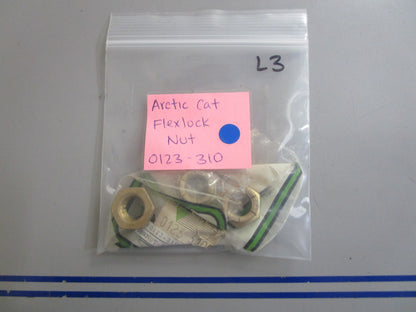 L3
Arctic Cat
Flexlock
Nut
0123-310